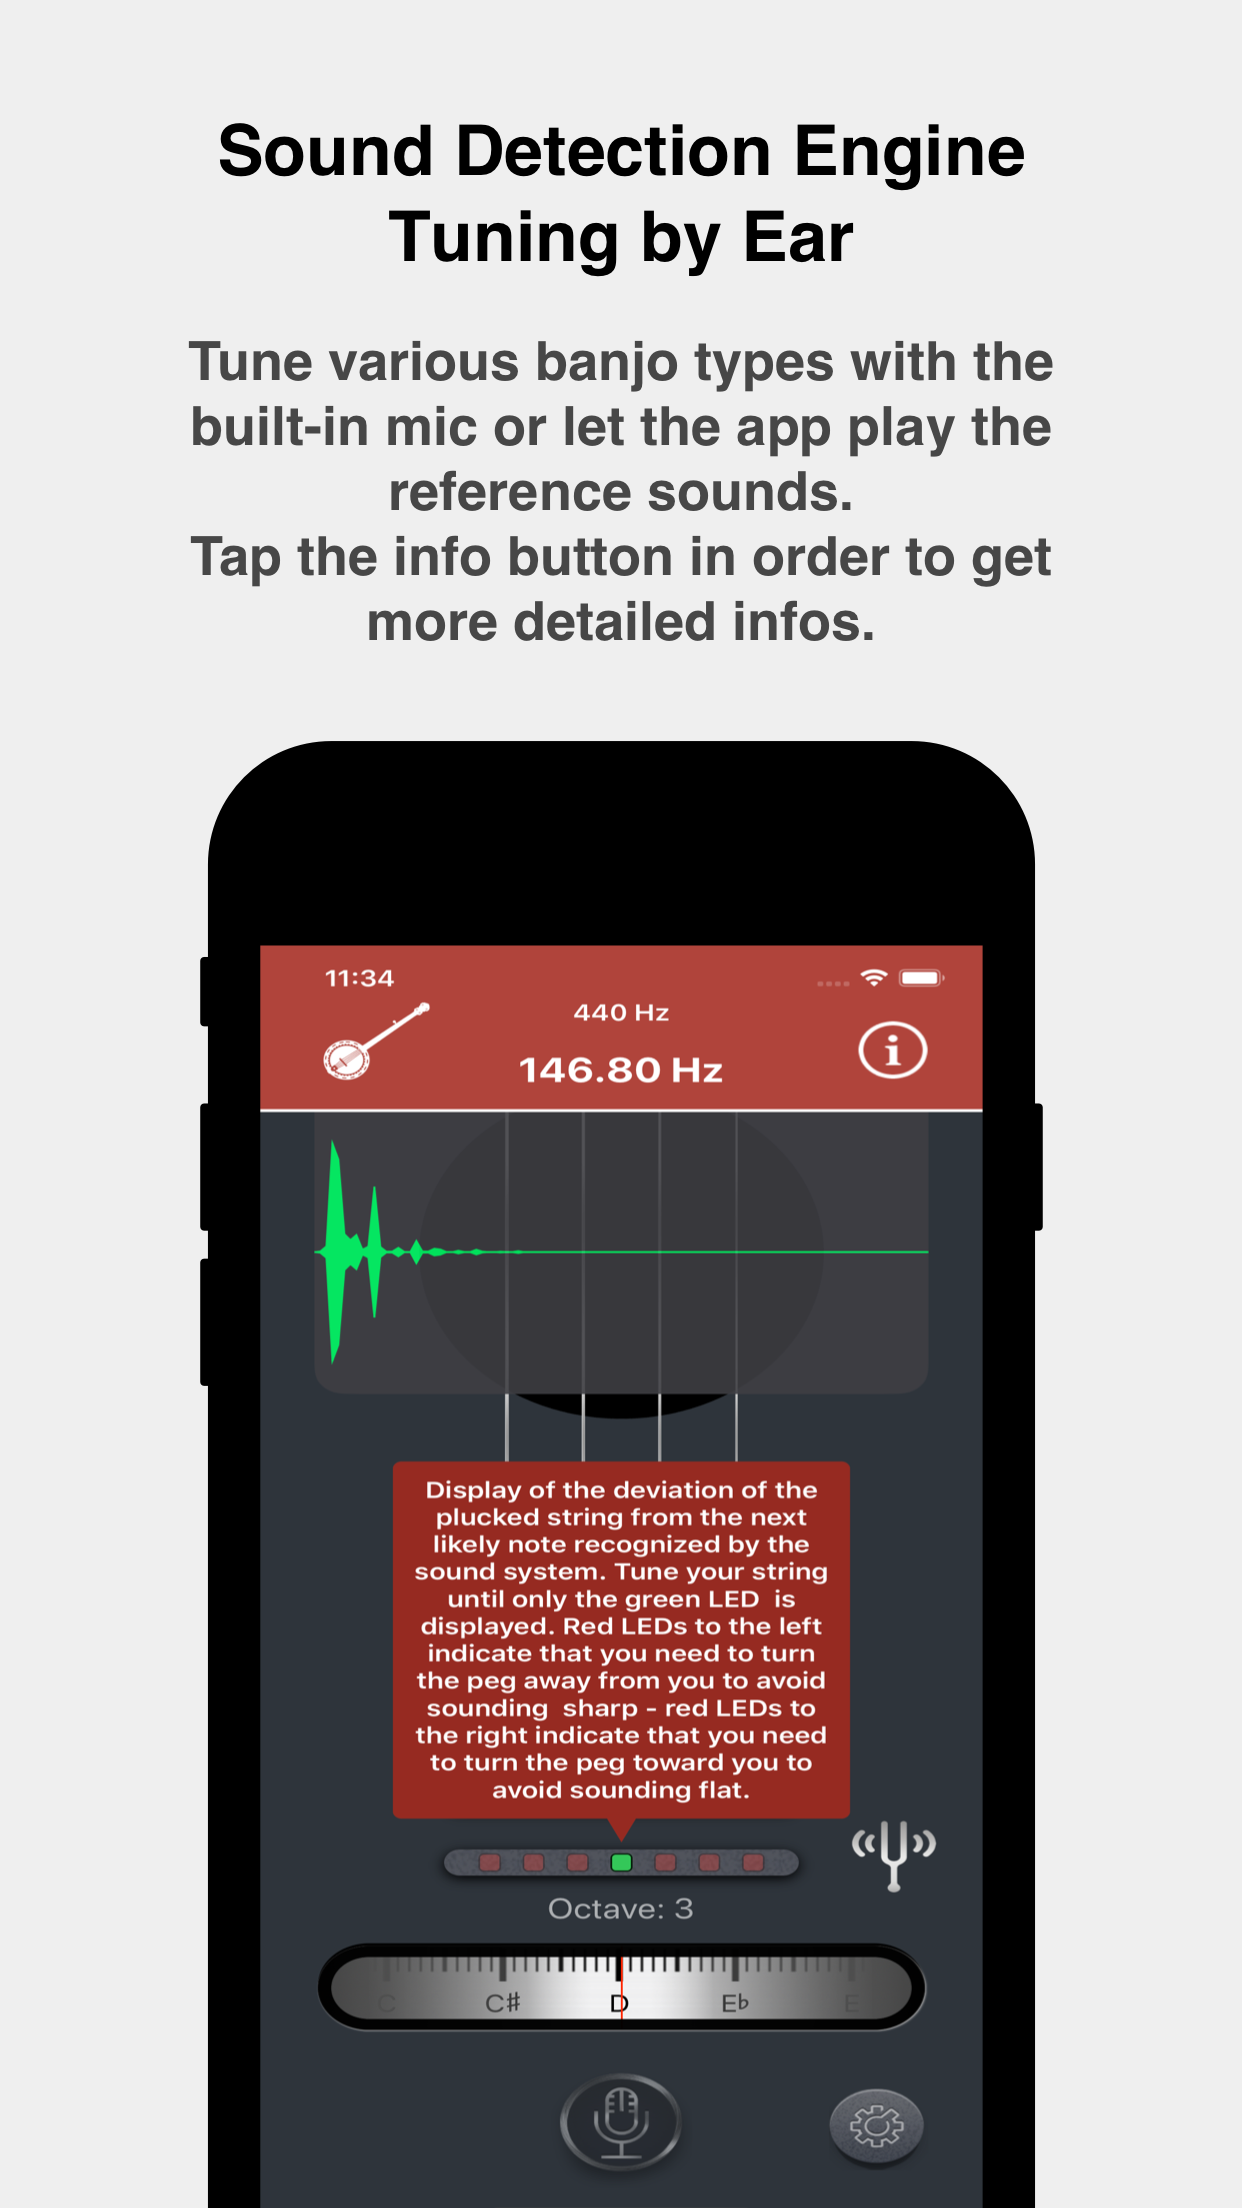 Sound Detection Engine
Tuning by Ear
Tune various banjo types with the
built-in mic or let the app play the
reference sounds.
Tap the info button in order to get
more detailed infos.
11:34
440 Hz
146.80 Hz
i
Display of the deviation of the
plucked string from the next
likely note recognized by the
sound system. Tune your string
until only the green LED  is
displayed. Red LEDs to the left
indicate that you need to turn
the peg away from you to avoid
sounding  sharp - red LEDs to
the right indicate that you need
to turn the peg toward you to
avoid sounding flat.
Octave: 3
C C♯ D E♭ E